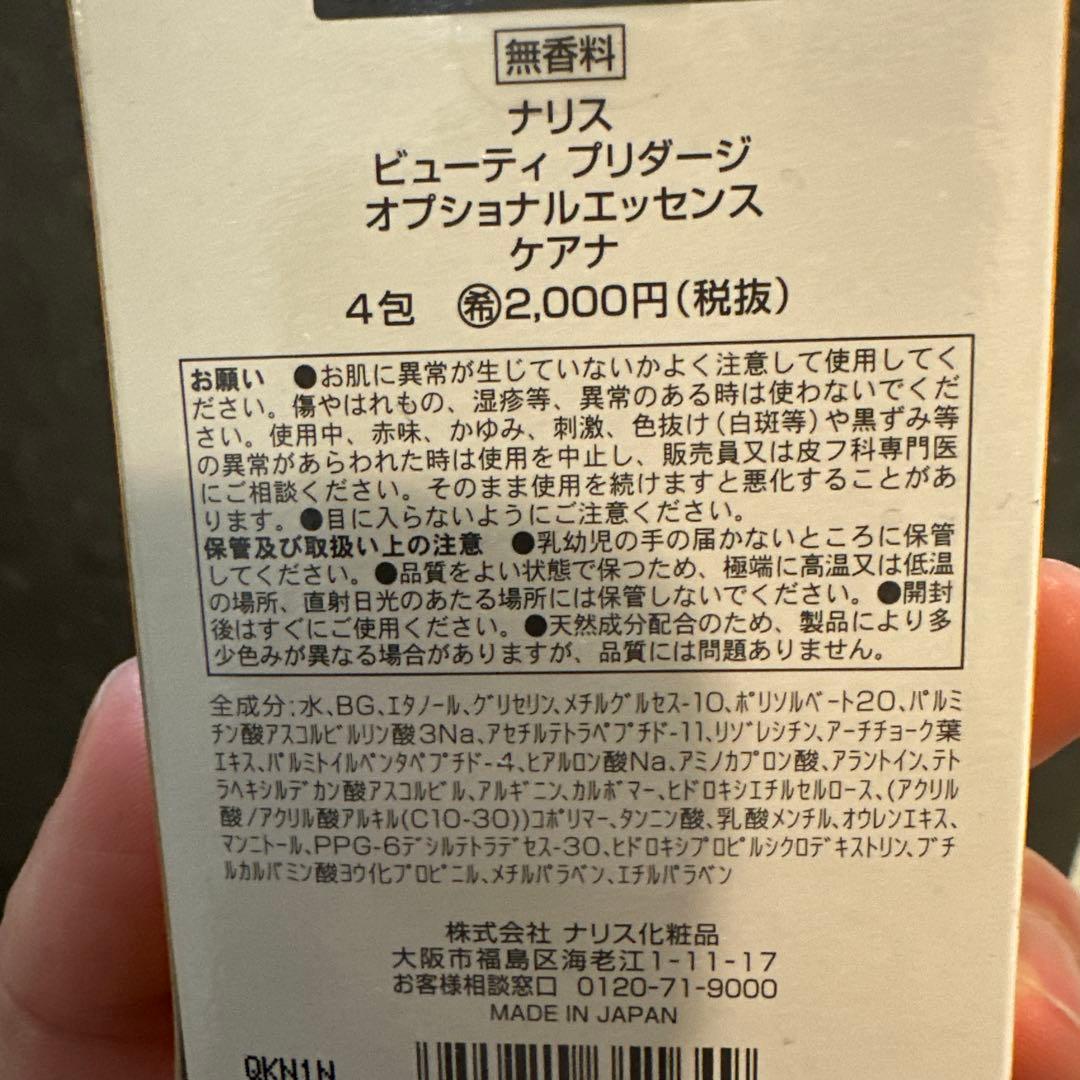 無香料
ナリス
ビューティ プリダージ
オプショナルエッセンス
ケアナ
4包 ㊕2,000円(税抜)
お願い ●お肌に異常が生じていないかよく注意して使用してく
ださい。傷やはれもの、湿疹等、異常のある時は使わないでくだ
さい。使用中、赤味、かゆみ、刺激、色抜け(白斑等)や黒ずみ等
の異常があらわれた時は使用を中止し、販売員又は皮フ科専門医
にご相談ください。そのまま使用を続けますと悪化することがあ
ります。●目に入らないようにご注意ください。
保管及び取扱い上の注意 ●乳幼児の手の届かないところに保管
してください。●品質をよい状態で保つため、極端に高温又は低温
の場所、直射日光のあたる場所には保管しないでください。●開封
後はすぐにご使用ください。●天然成分配合のため、製品により多
少色みが異なる場合がありますが、品質には問題ありません。
全成分:水、BG、エタノール、グリセリン、メチルグルセス-10、ポリソルベート20、パルミ
チン酸アスコルビルリン酸3Na、アセチルテトラペプチド-11、リゾレシチン、アーチチョーク葉
エキス、パルミトイルペンタペプチド-4、ヒアルロン酸Na、アミノカプロン酸、アラントイン、テト
ラヘキシルデカン酸アスコルビル、アルギニン、カルボマー、ヒドロキシエチルセルロース、(アクリル
酸/アクリル酸アルキル(C10-30))コポリマー、タンニン酸、乳酸メンチル、オウレンエキス、
マンニトール、PPG-6デシルテトラデセス-30、ヒドロキシプロピルシクロデキストリン、ブチ
ルカルバミン酸ヨウ化プロピニル、メチルパラベン、エチルパラベン
株式会社 ナリス化粧品
大阪市福島区海老江1-11-17
お客様相談窓口 0120-71-9000
MADE IN JAPAN
QKN1N